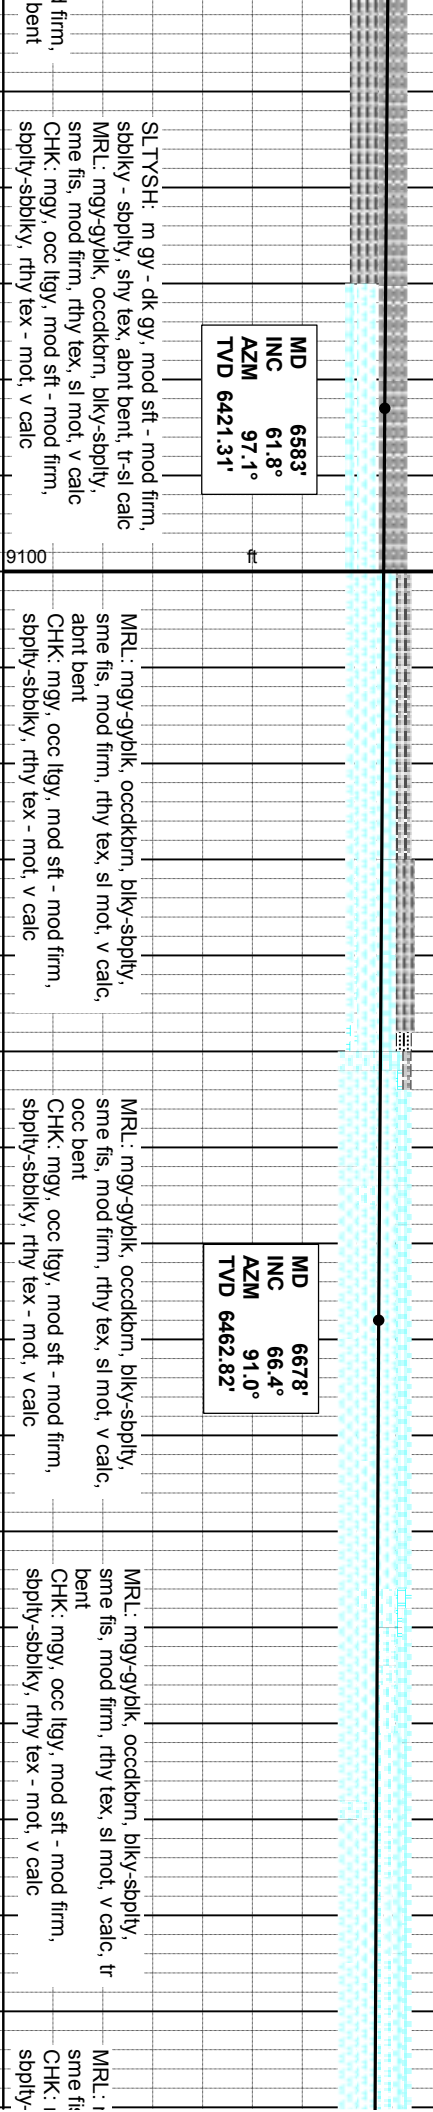 d firm,
bent
SLTYSH: m gy - dk gy, mod sft - mod firm,
sbblky - sbplty, shy tex, abnt bent, tr-sl calc
MRL: mgy-gyblk, occdkbrn, blky-sbplty,
sme fis, mod firm, rthy tex, sl mot, v calc
CHK: mgy, occ ltgy, mod sft - mod firm,
sbplty-sbblky, rthy tex - mot, v calc
MD 6583'
INC 61.8°
AZM 97.1°
TVD 6421.31'
9100
ft
MRL: mgy-gyblk, occdkbrn, blky-sbplty,
sme fis, mod firm, rthy tex, sl mot, v calc,
abnt bent
CHK: mgy, occ ltgy, mod sft - mod firm,
sbplty-sbblky, rthy tex - mot, v calc
MRL: mgy-gyblk, occdkbrn, blky-sbplty,
sme fis, mod firm, rthy tex, sl mot, v calc,
occ bent
CHK: mgy, occ ltgy, mod sft - mod firm,
sbplty-sbblky, rthy tex - mot, v calc
MD 6678'
INC 66.4°
AZM 91.0°
TVD 6462.82'
MRL: mgy-gyblk, occdkbrn, blky-sbplty,
sme fis, mod firm, rthy tex, sl mot, v calc, tr
bent
CHK: mgy, occ ltgy, mod sft - mod firm,
sbplty-sbblky, rthy tex - mot, v calc
MRL:
sme fis
CHK:
sbplty-